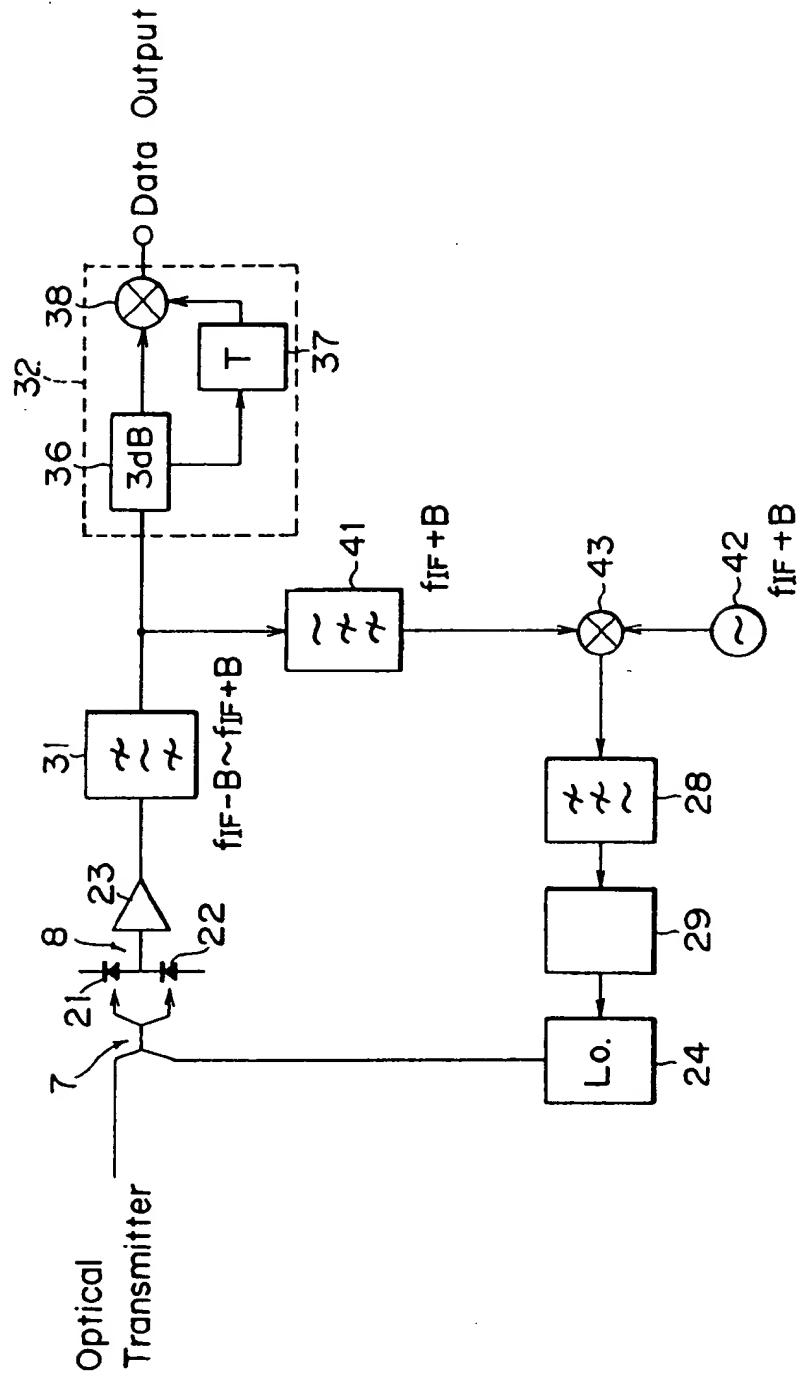 Optical
Transmitter
7
8
21
22
23
31
fIF-B~fIF+B
32
36
3dB
38
T
37
Data Output
41
fIF+B
43
42
fIF+B
28
29
Lo.
24